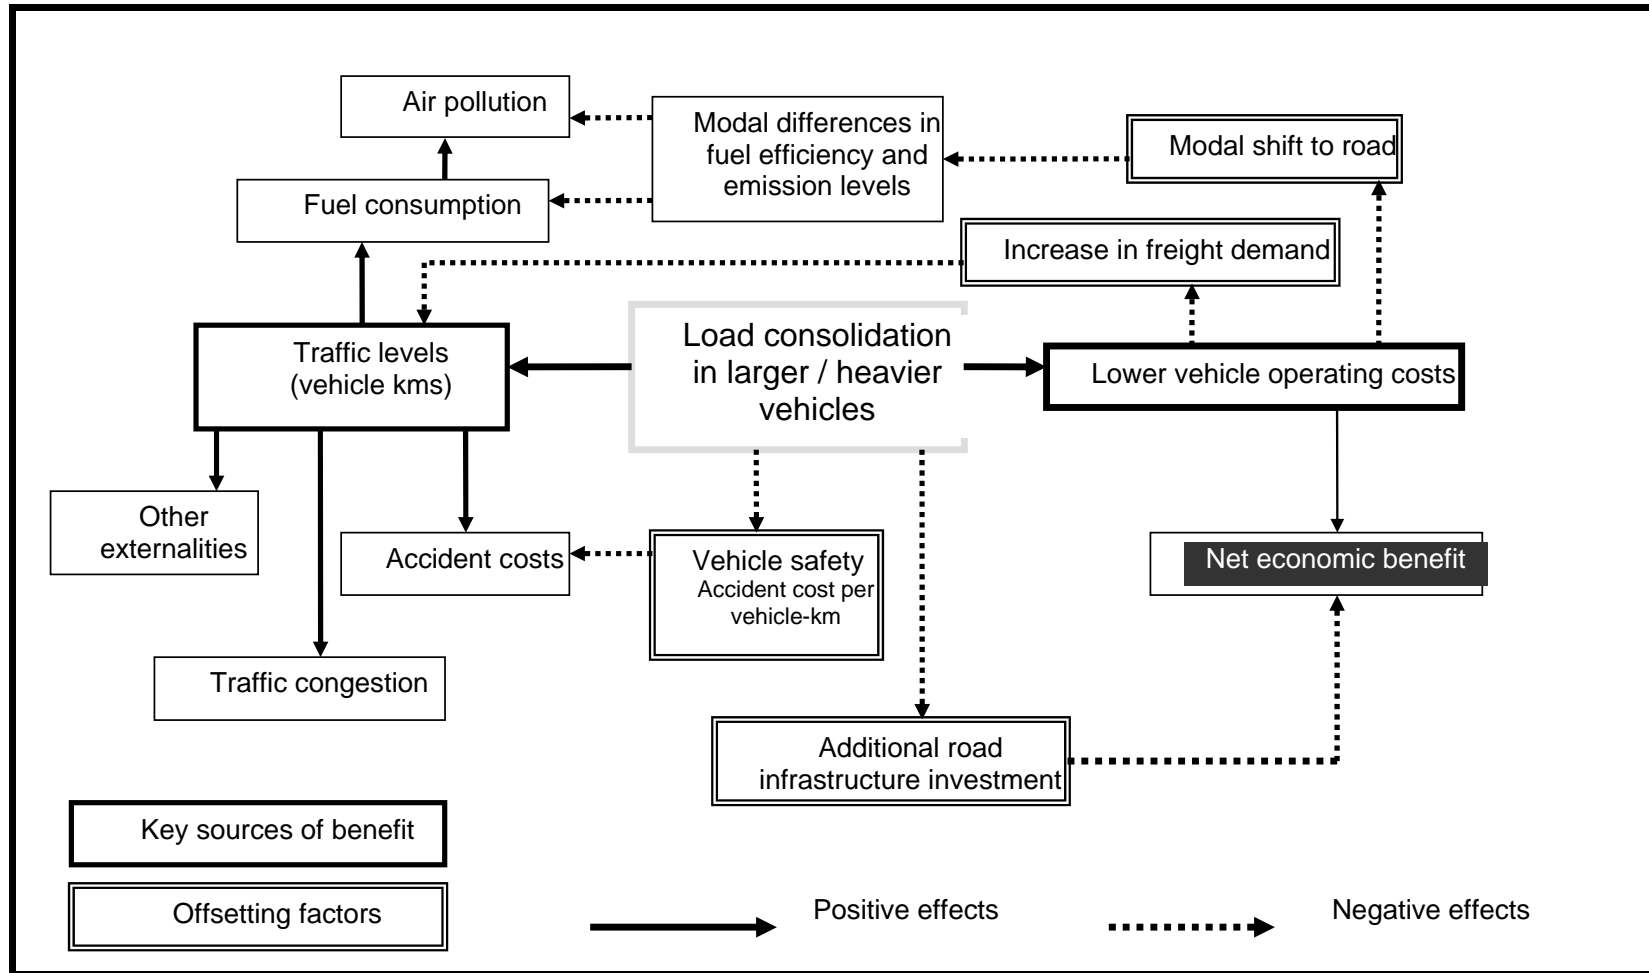 Air pollution
Modal differences in
fuel efficiency and
emission levels
Modal shift to road
Fuel consumption
Increase in freight demand
Traffic levels
(vehicle kms)
Load consolidation
in larger / heavier
vehicles
Lower vehicle operating costs
Other
externalities
Accident costs
Vehicle safety
Accident cost per
vehicle-km
Net economic benefit
Traffic congestion
Additional road
infrastructure investment
Key sources of benefit
Offsetting factors
Positive effects
Negative effects